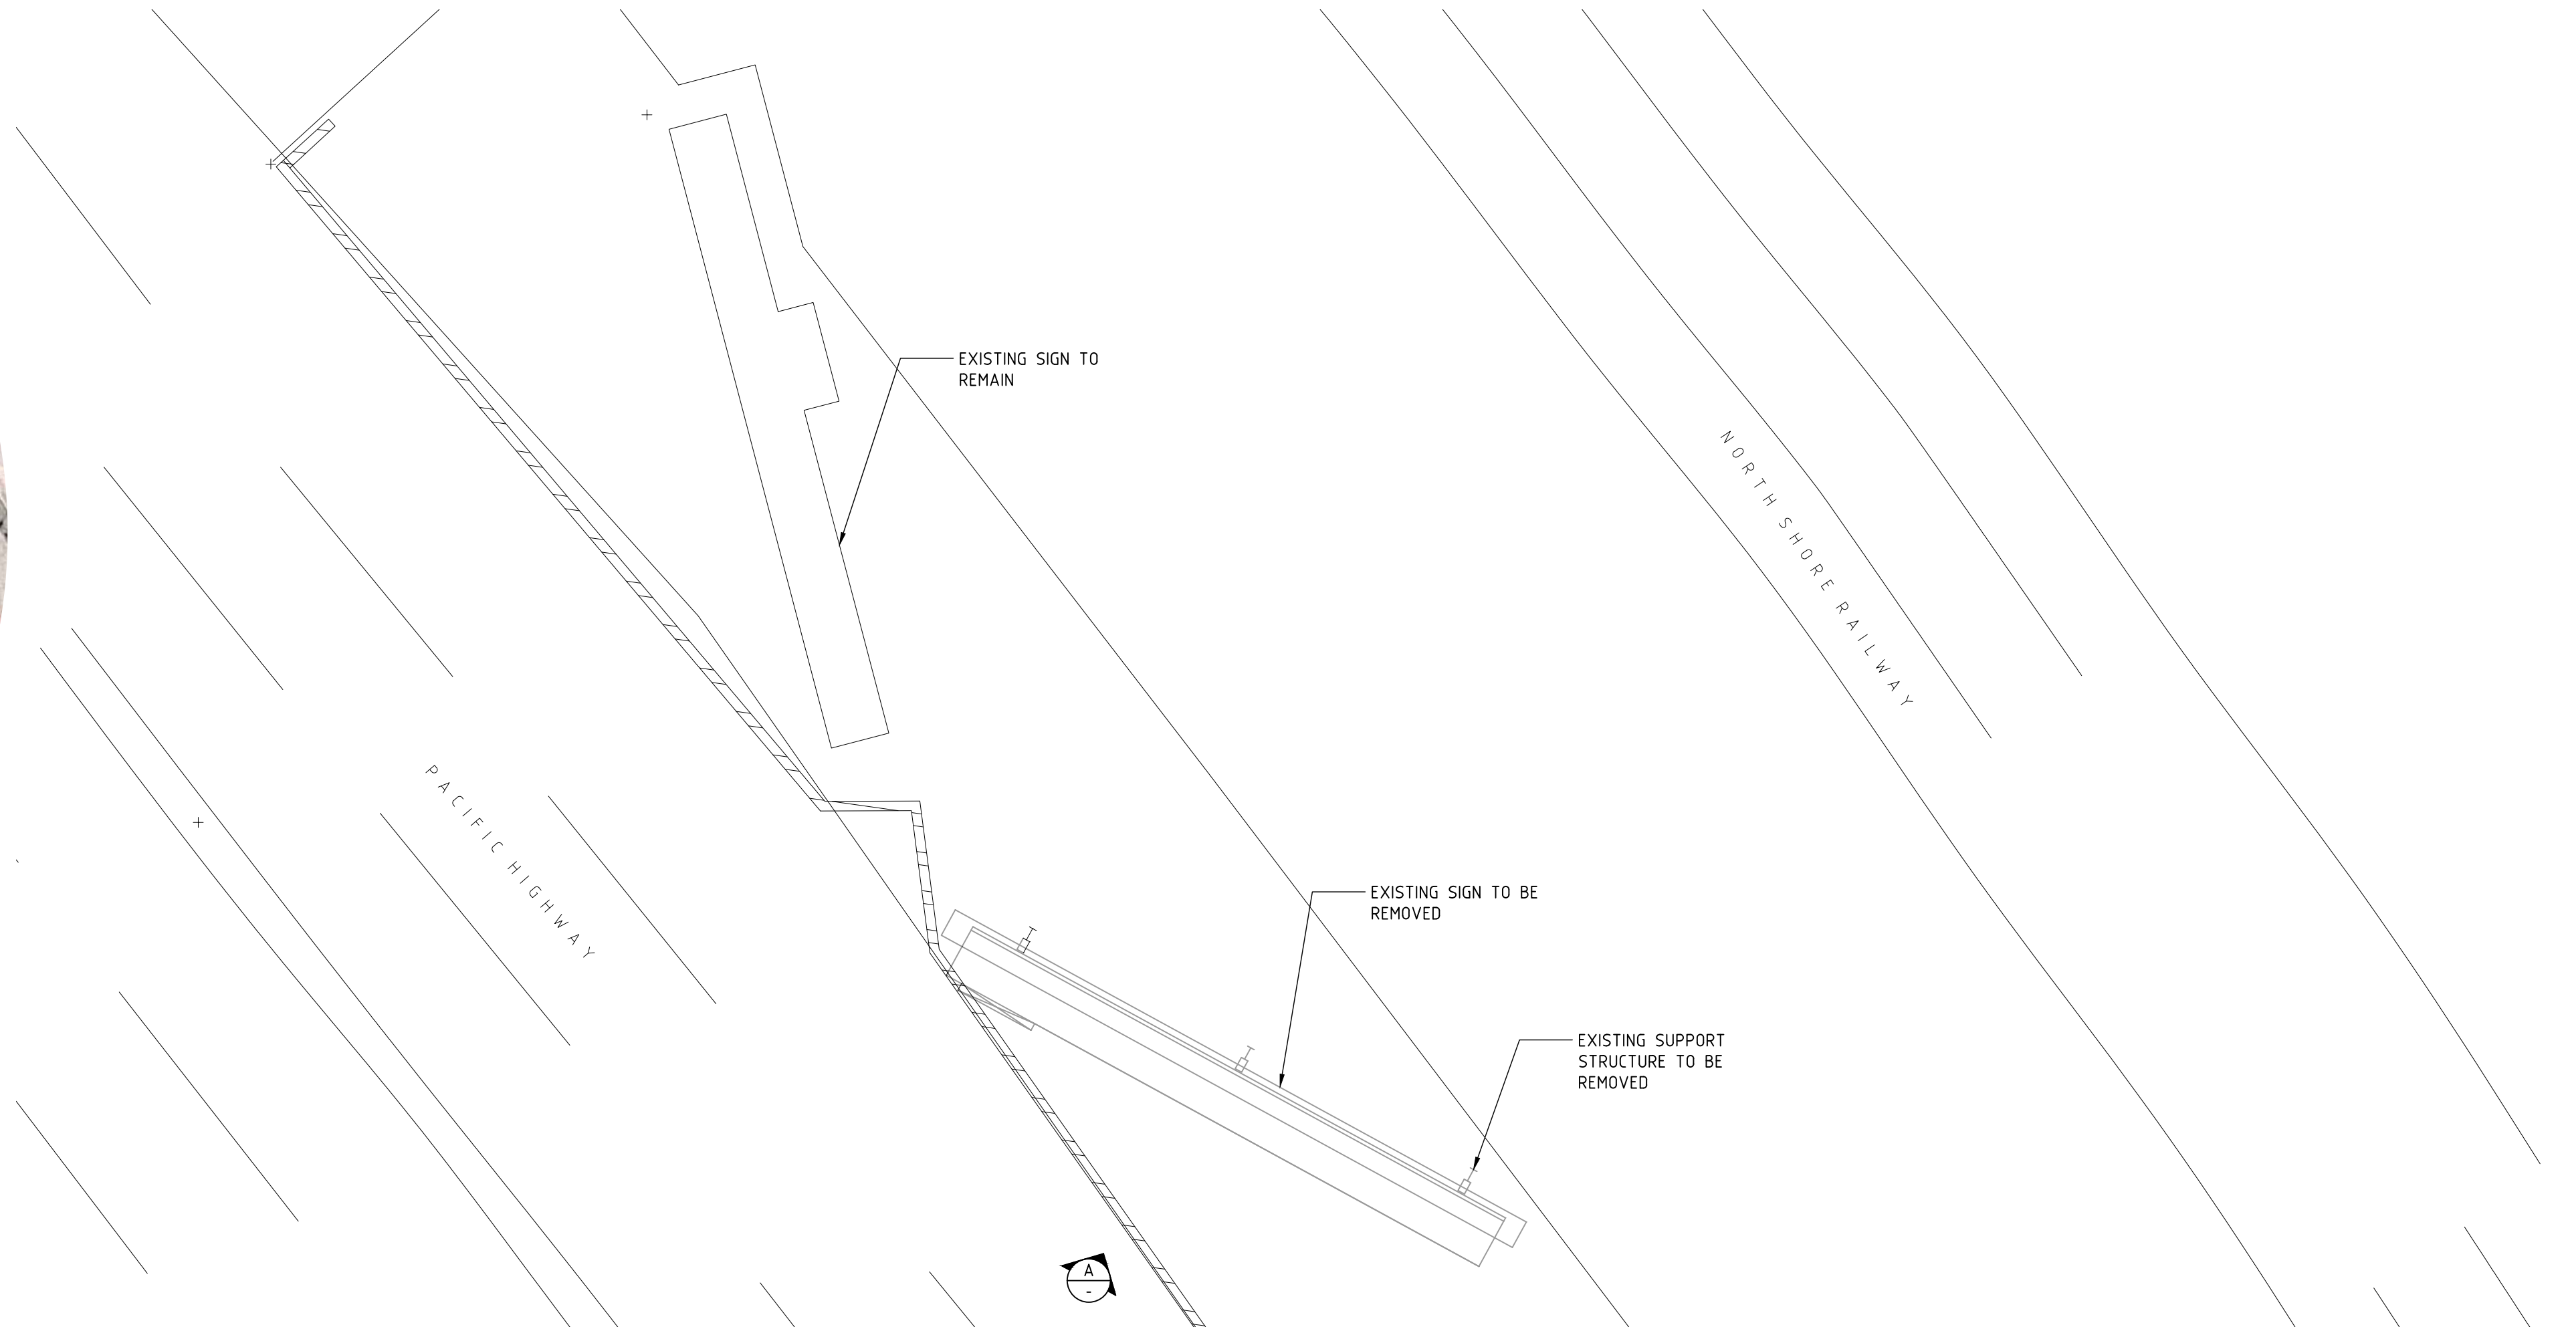 EXISTING SIGN TO
REMAIN
NORTH SHORE RAILWAY
PACIFIC HIGHWAY
EXISTING SIGN TO BE
REMOVED
EXISTING SUPPORT
STRUCTURE TO BE
REMOVED
A
-